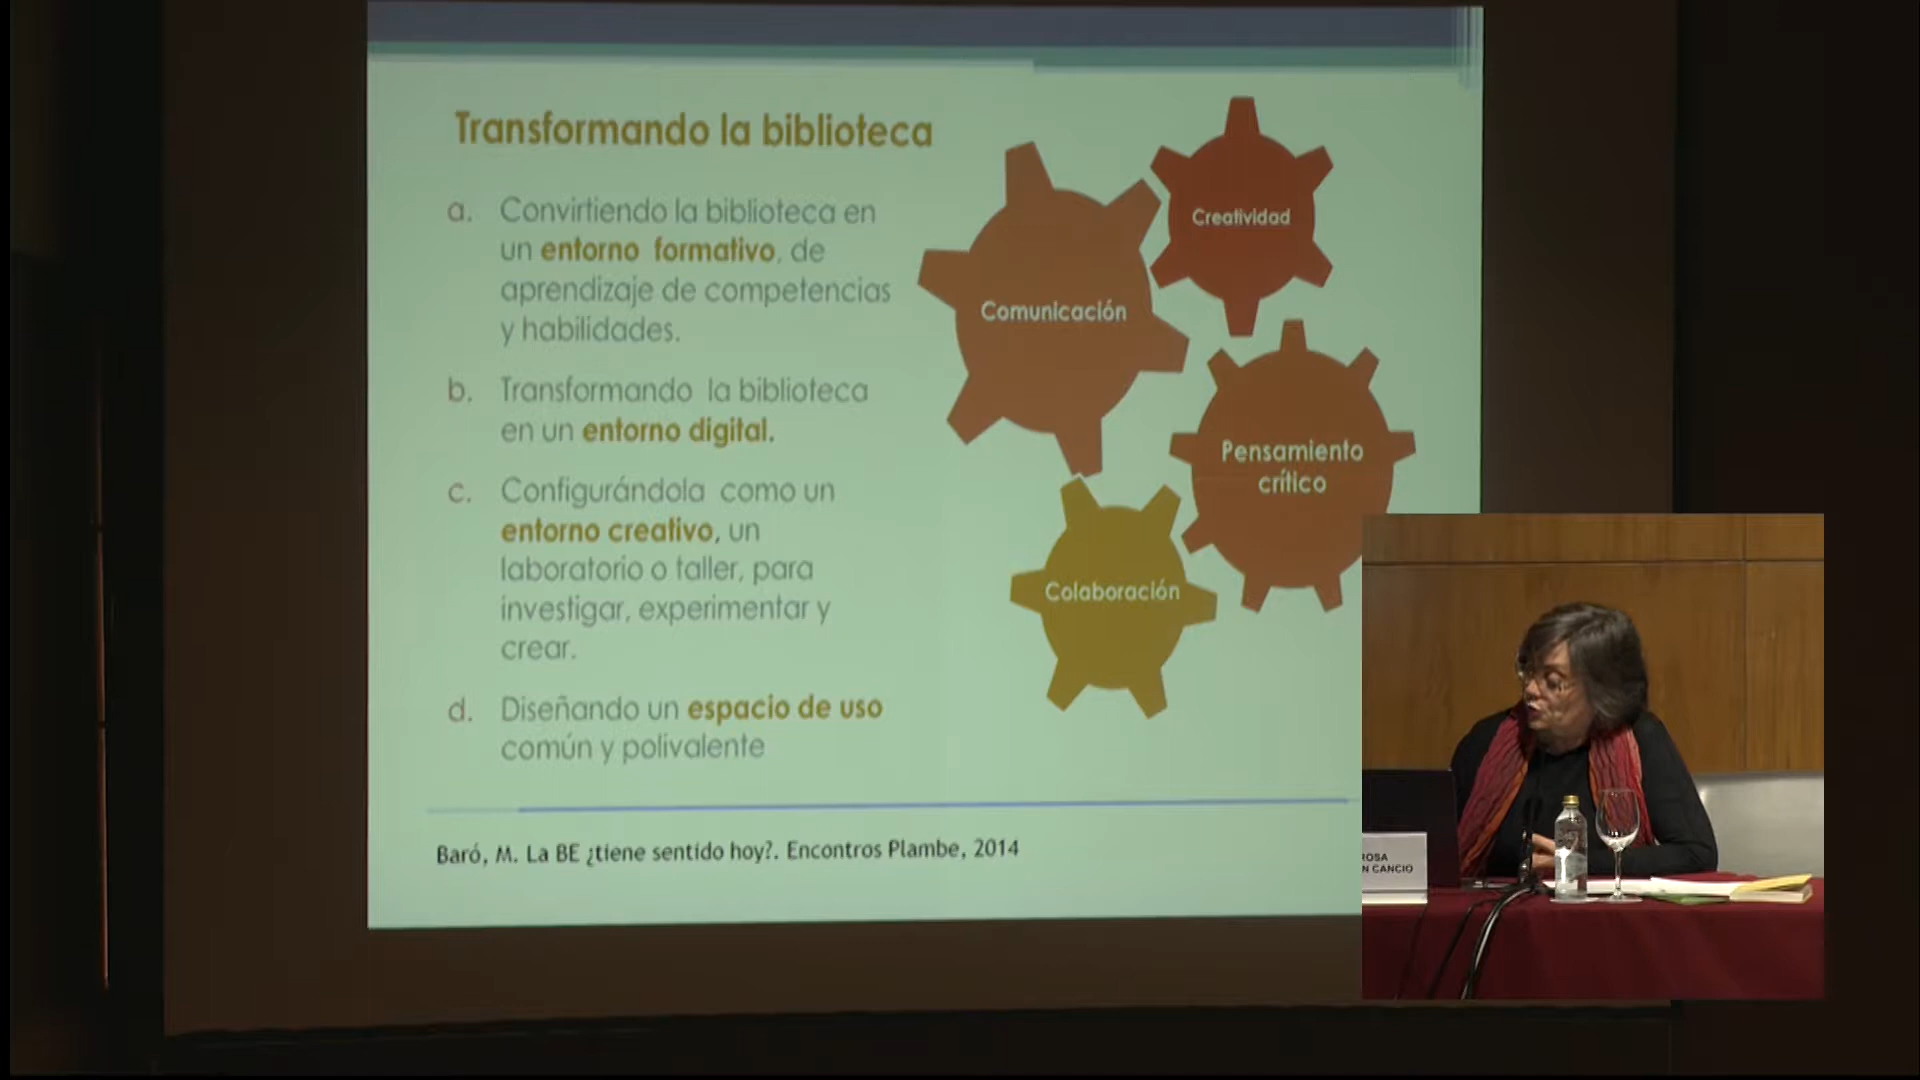 Transformando la biblioteca
a. Convirtiendo la biblioteca en
un entorno formativo, de
aprendizaje de competencias
y habilidades.
b. Transformando la biblioteca
en un entorno digital.
c. Configurándola como un
entorno creativo, un
laboratorio o taller, para
investigar, experimentar y
crear.
d. Diseñando un espacio de uso
común y polivalente
Creatividad
Comunicación
Pensamiento
crítico
Colaboración
Baró, M. La BE ¿tiene sentido hoy?. Encontros Plambe, 2014
ROSA
N CANCIO